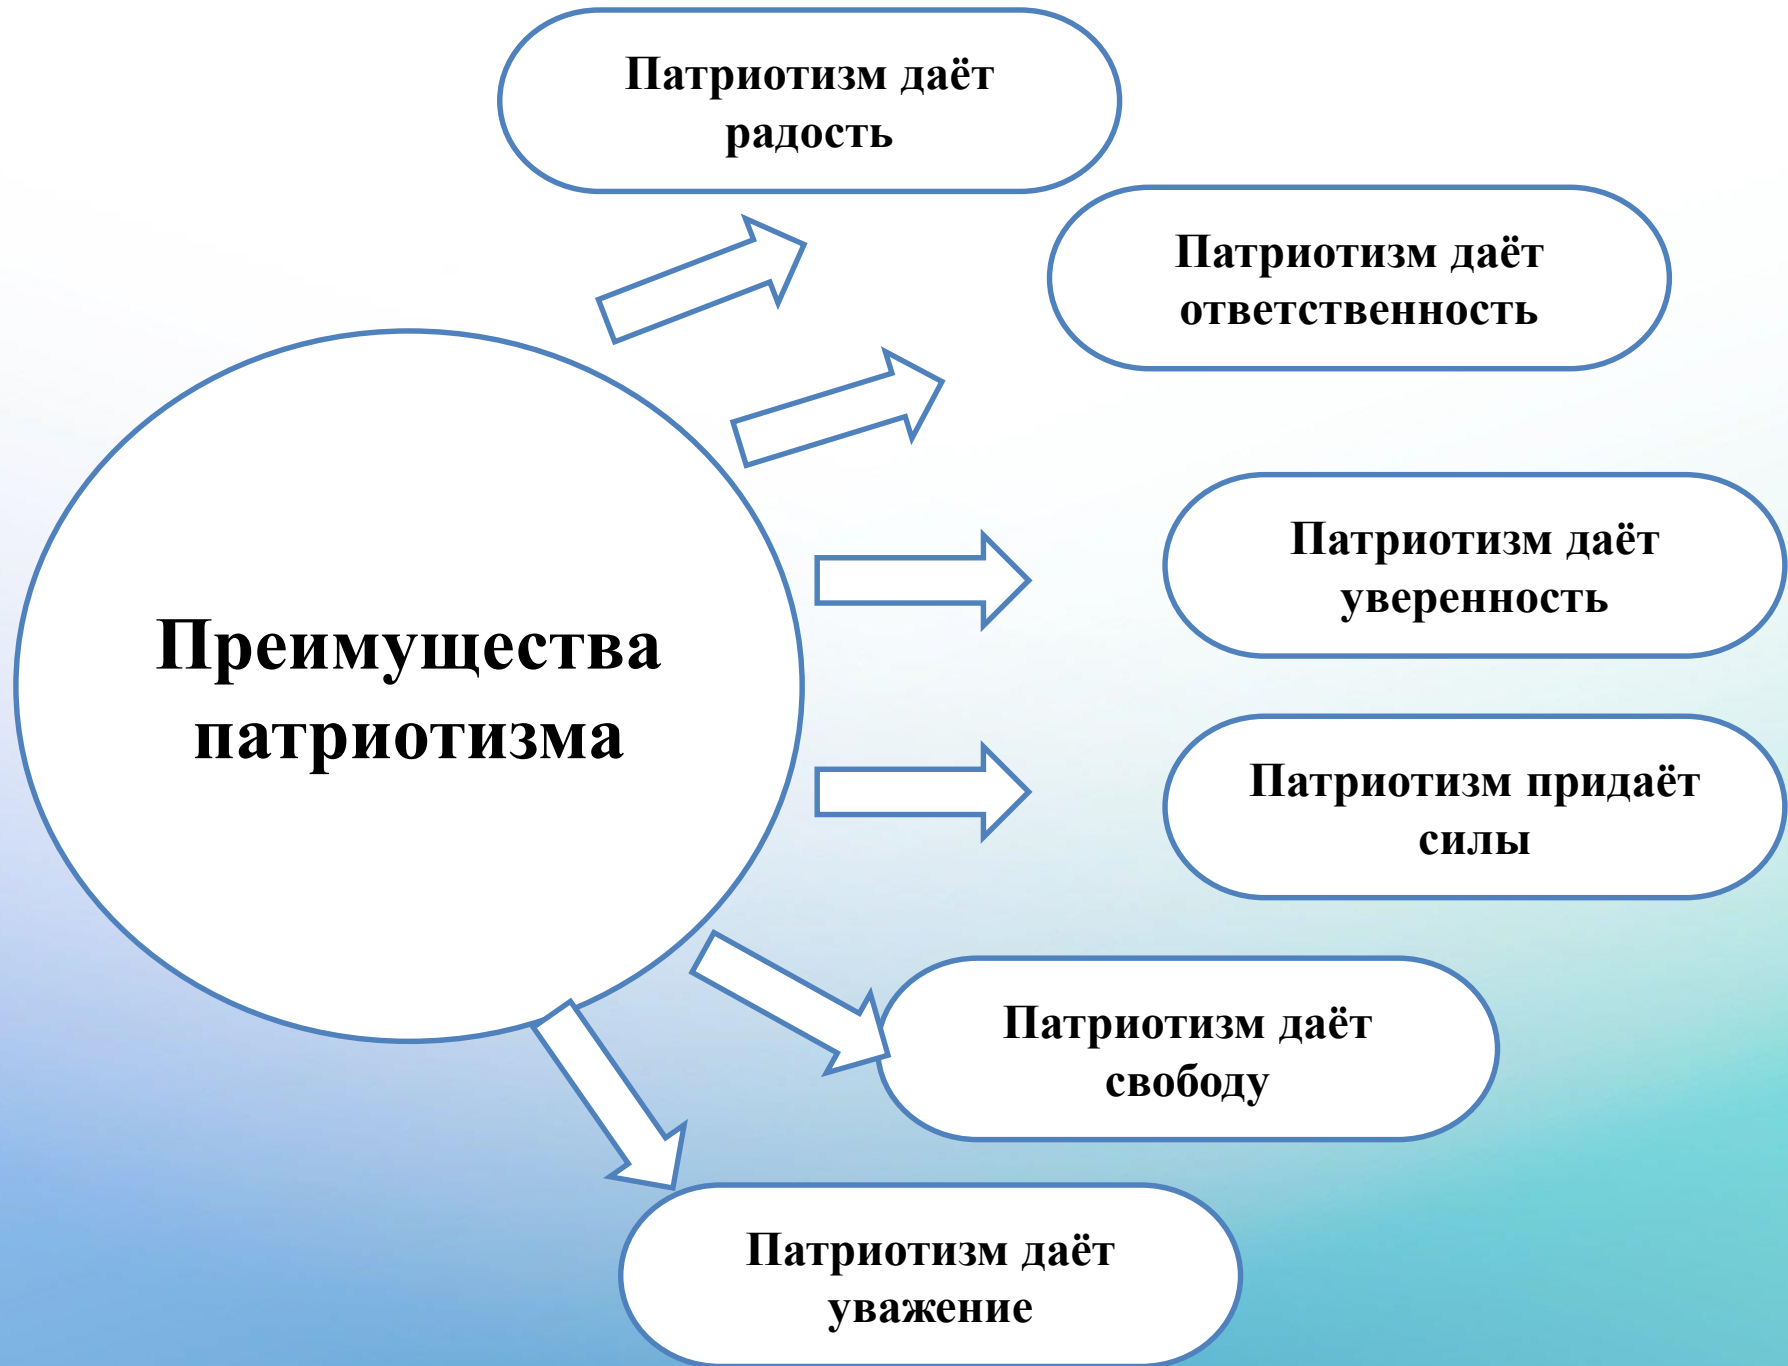 Патриотизм даёт
радость
Патриотизм даёт
ответственность
Патриотизм даёт
уверенность
Преимущества
патриотизма
Патриотизм придаёт
силы
Патриотизм даёт
свободу
Патриотизм даёт
уважение